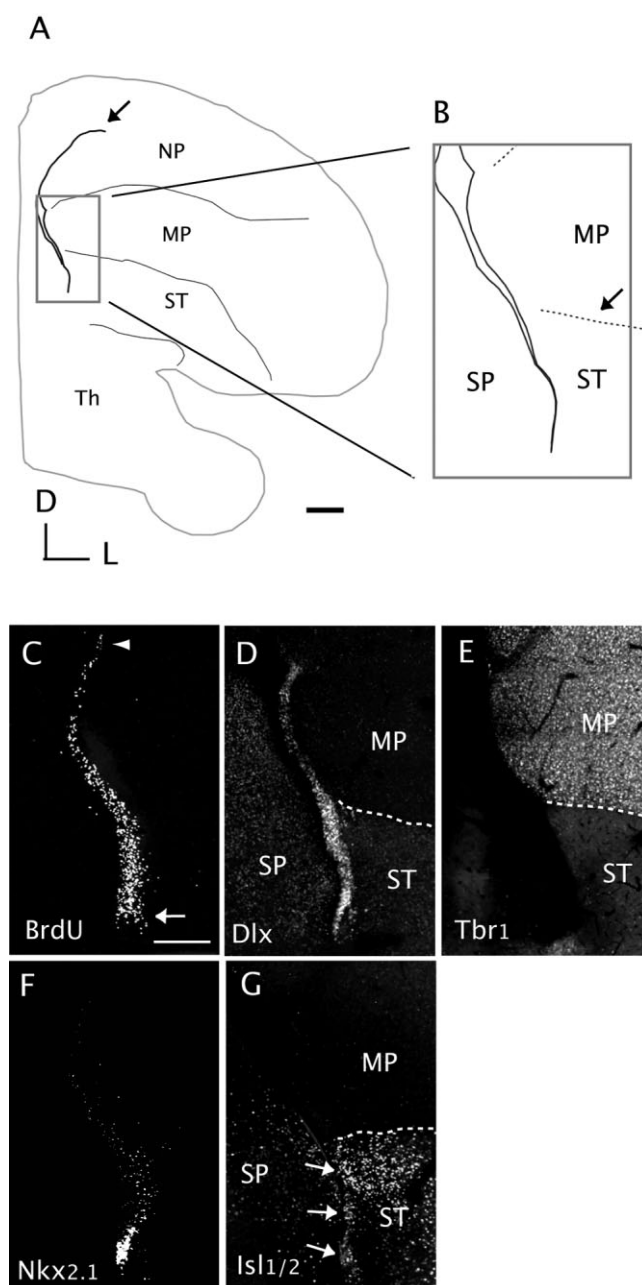 A
NP
B
MP
MP
ST
SP
ST
Th
D
L
C
D
E
MP
MP
SP
ST
ST
BrdU
Dlx
Tbr1
F
G
MP
SP
ST
Nkx2.1
Isl1/2